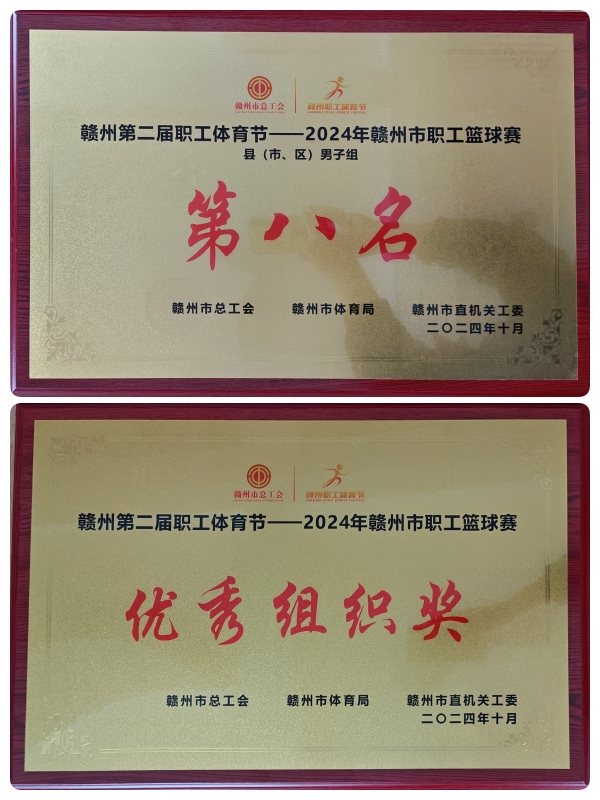 赣州市总工会 赣州职工体育节
赣州第二届职工体育节——2024年赣州市职工篮球赛
县（市、区）男子组
第八名
赣州市总工会 赣州市体育局 赣州市直机关工委
二〇二四年十月
赣州市总工会 赣州职工体育节
赣州第二届职工体育节——2024年赣州市职工篮球赛
优秀组织奖
赣州市总工会 赣州市体育局 赣州市直机关工委
二〇二四年十月